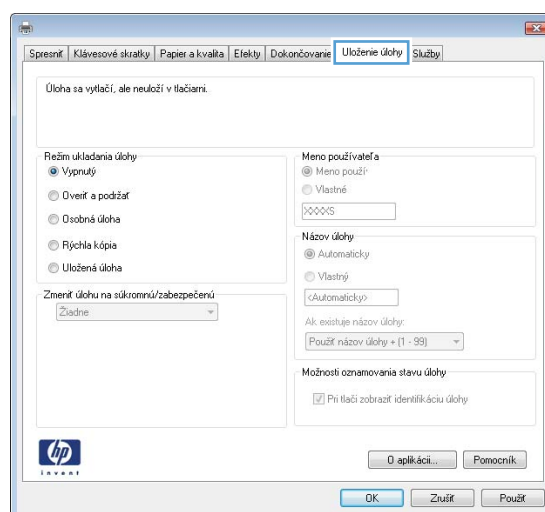 Spresniť Klávesové skratky Papier a kvalita Efekty Dokončovanie Uloženie úlohy Služby
Úloha sa vytlačí, ale neuloží v tlačiarni.
Režim ukladania úlohy
Vypnutý
Overiť a podržať
Osobná úloha
Rýchla kópia
Uložená úloha
Zmeniť úlohu na súkromnú/zabezpečenú
Žiadne
Meno používateľa
Meno použí
Vlastné
XXXXS
Názov úlohy
Automaticky
Vlastný
<Automaticky>
Ak existuje názov úlohy:
Použiť názov úlohy + (1 - 99)
Možnosti oznamovania stavu úlohy
Pri tlači zobraziť identifikáciu úlohy
hp
invent
O aplikácii... Pomocník
OK Zrušiť Použiť